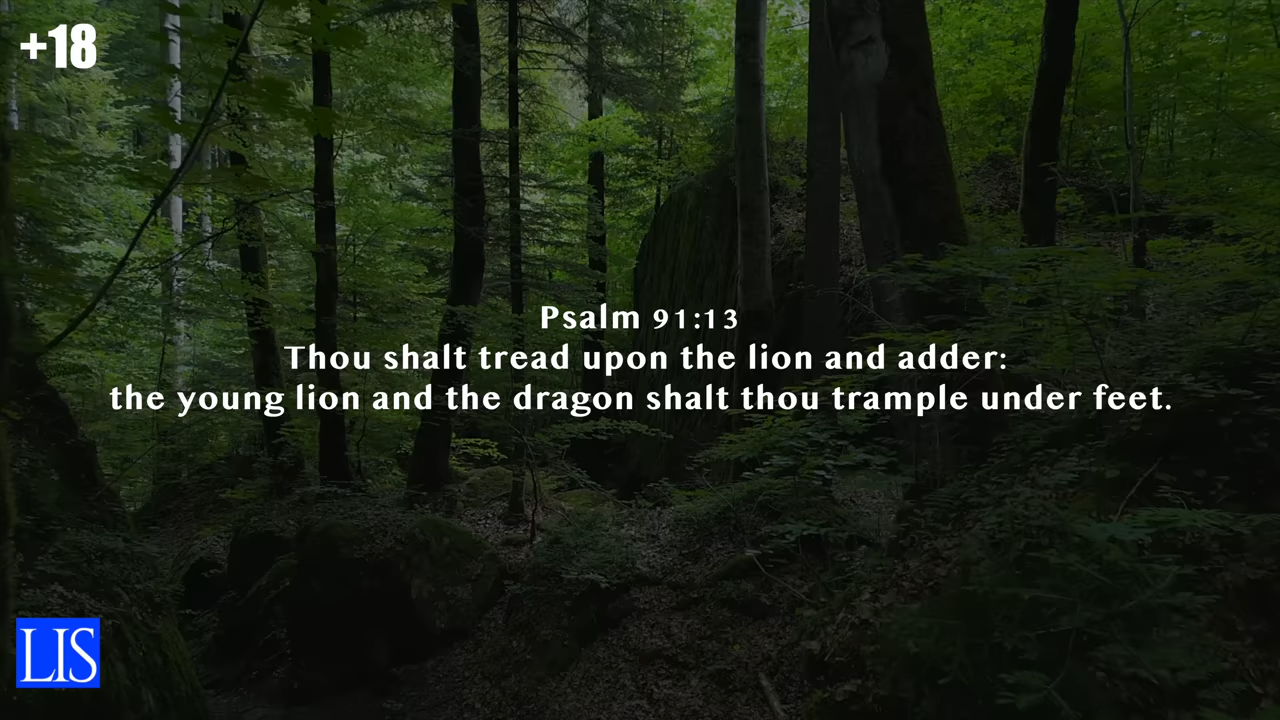 +18
Psalm 91:13
Thou shalt tread upon the lion and adder:
the young lion and the dragon shalt thou trample under feet.
LIS